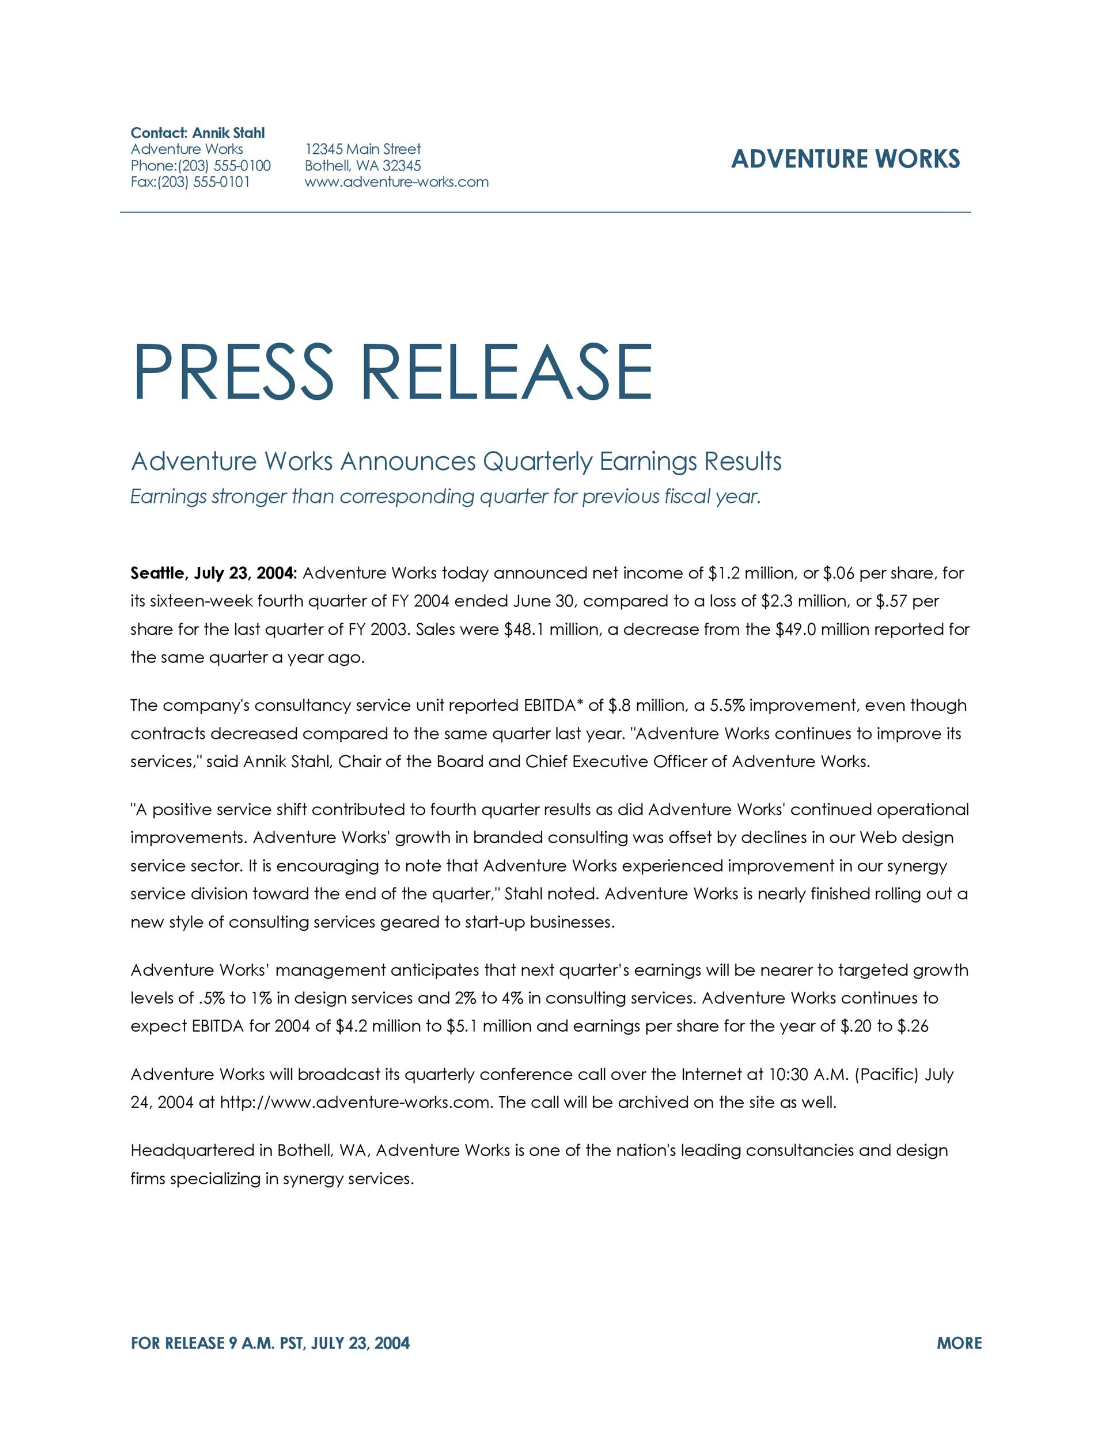 Contact: Annik Stahl
Adventure Works
Phone:(203) 555-0100
Fax:(203) 555-0101
12345 Main Street
Bothell, WA 32345
www.adventure-works.com
ADVENTURE WORKS
PRESS RELEASE
Adventure Works Announces Quarterly Earnings Results
Earnings stronger than corresponding quarter for previous fiscal year.
Seattle, July 23, 2004: Adventure Works today announced net income of $1.2 million, or $.06 per share, for
its sixteen-week fourth quarter of FY 2004 ended June 30, compared to a loss of $2.3 million, or $.57 per
share for the last quarter of FY 2003. Sales were $48.1 million, a decrease from the $49.0 million reported for
the same quarter a year ago.
The company's consultancy service unit reported EBITDA* of $.8 million, a 5.5% improvement, even though
contracts decreased compared to the same quarter last year. "Adventure Works continues to improve its
services," said Annik Stahl, Chair of the Board and Chief Executive Officer of Adventure Works.
"A positive service shift contributed to fourth quarter results as did Adventure Works' continued operational
improvements. Adventure Works' growth in branded consulting was offset by declines in our Web design
service sector. It is encouraging to note that Adventure Works experienced improvement in our synergy
service division toward the end of the quarter," Stahl noted. Adventure Works is nearly finished rolling out a
new style of consulting services geared to start-up businesses.
Adventure Works' management anticipates that next quarter's earnings will be nearer to targeted growth
levels of .5% to 1% in design services and 2% to 4% in consulting services. Adventure Works continues to
expect EBITDA for 2004 of $4.2 million to $5.1 million and earnings per share for the year of $.20 to $.26
Adventure Works will broadcast its quarterly conference call over the Internet at 10:30 A.M. (Pacific) July
24, 2004 at http://www.adventure-works.com. The call will be archived on the site as well.
Headquartered in Bothell, WA, Adventure Works is one of the nation's leading consultancies and design
firms specializing in synergy services.
FOR RELEASE 9 A.M. PST, JULY 23, 2004
MORE